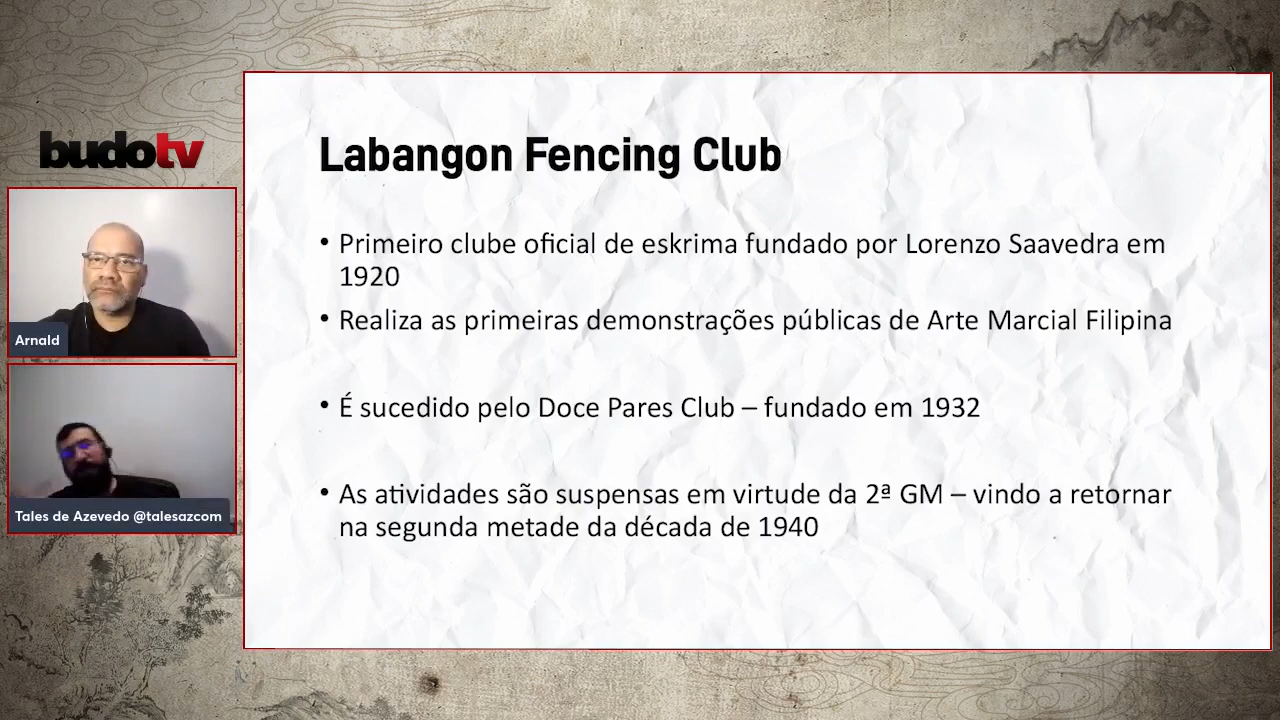 budotv
Arnald
Tales de Azevedo @talesazcom
Labangon Fencing Club
• Primeiro clube oficial de eskrima fundado por Lorenzo Saavedra em
1920
• Realiza as primeiras demonstrações públicas de Arte Marcial Filipina
• É sucedido pelo Doce Pares Club – fundado em 1932
• As atividades são suspensas em virtude da 2ª GM – vindo a retornar
na segunda metade da década de 1940